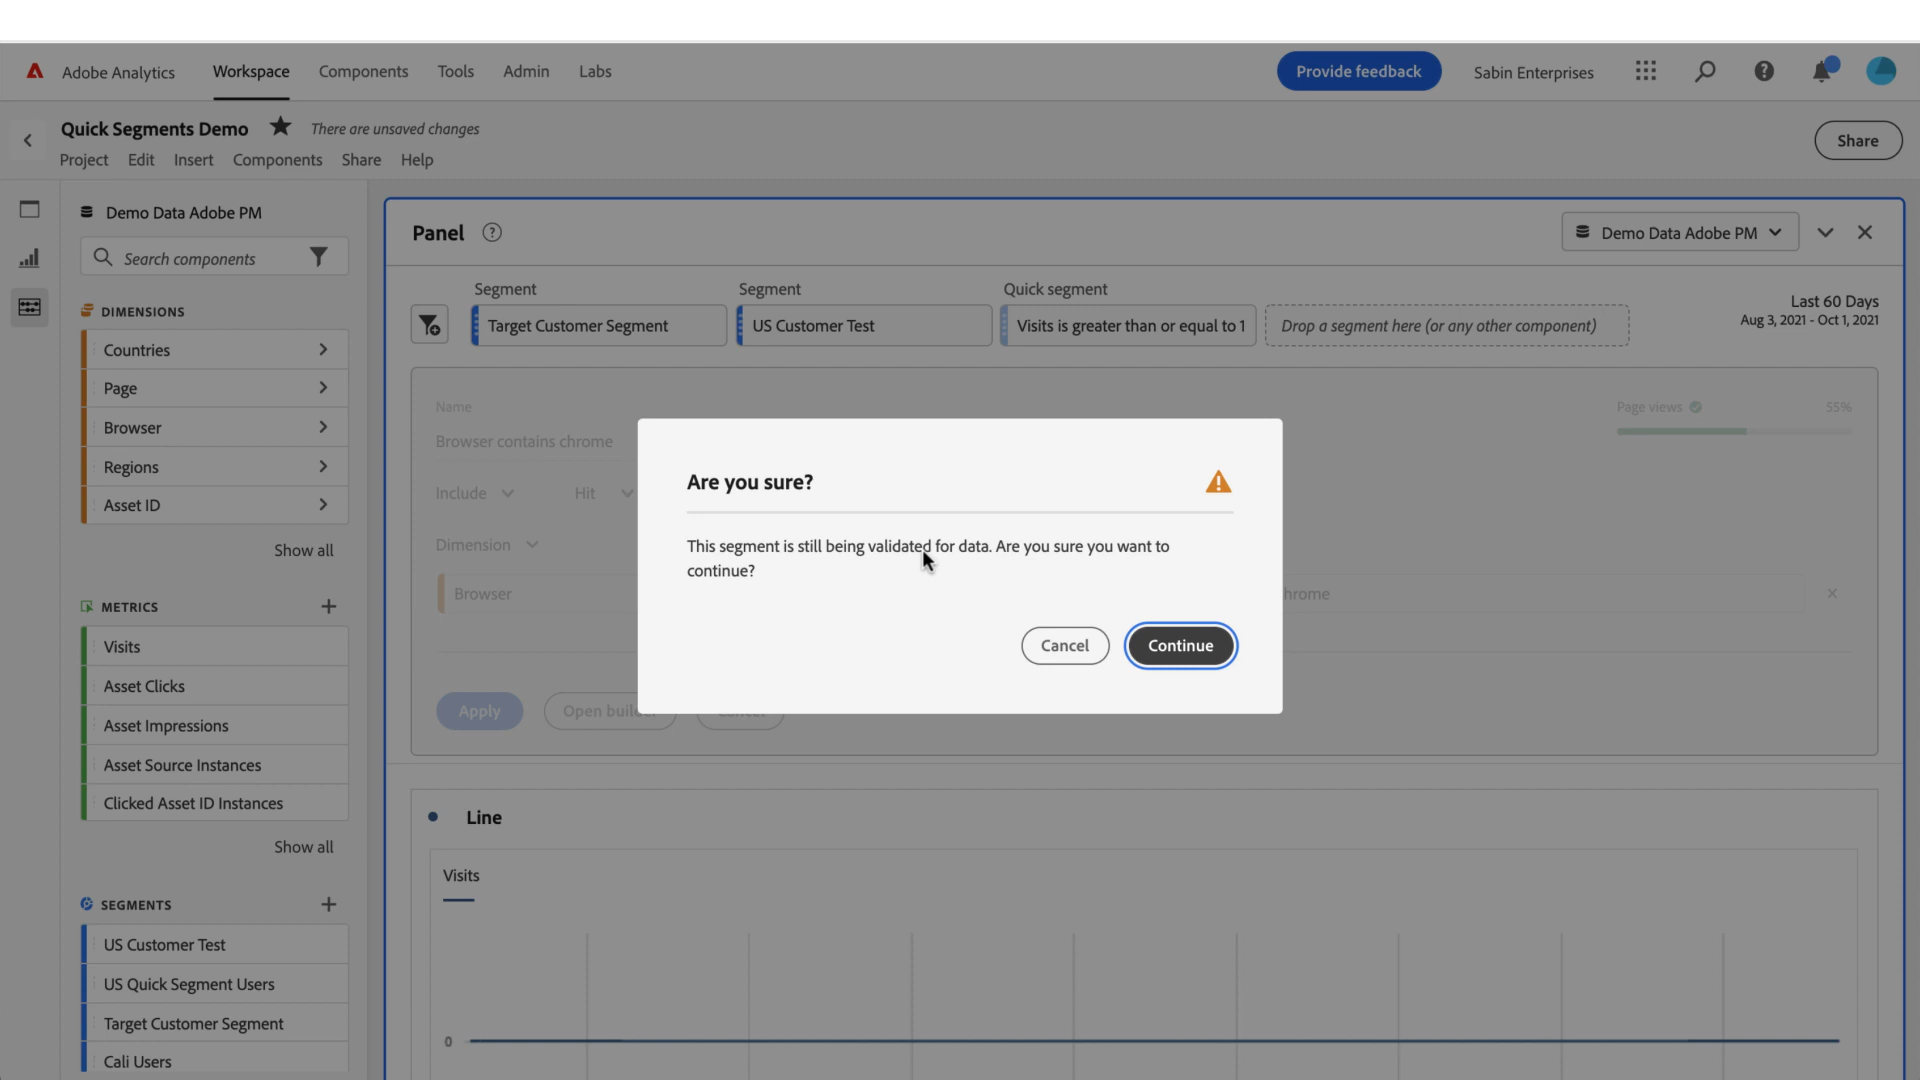 Adobe Analytics
Workspace
Components
Tools
Admin
Labs
Provide feedback
Sabin Enterprises
Quick Segments Demo
There are unsaved changes
Project
Edit
Insert
Components
Share
Help
Share
Demo Data Adobe PM
Search components
DIMENSIONS
Countries
Page
Browser
Regions
Asset ID
Show all
METRICS
Visits
Asset Clicks
Asset Impressions
Asset Source Instances
Clicked Asset ID Instances
Show all
SEGMENTS
US Customer Test
US Quick Segment Users
Target Customer Segment
Cali Users
Panel
Demo Data Adobe PM
Segment
Target Customer Segment
Segment
US Customer Test
Quick segment
Visits is greater than or equal to 1
Drop a segment here (or any other component)
Last 60 Days
Aug 3, 2021 - Oct 1, 2021
Name
Browser contains chrome
Page views
55%
Include
Hit
Dimension
Browser
hrome
Apply
Open builder
Cancel
Are you sure?
This segment is still being validated for data. Are you sure you want to
continue?
Cancel
Continue
Line
Visits
0